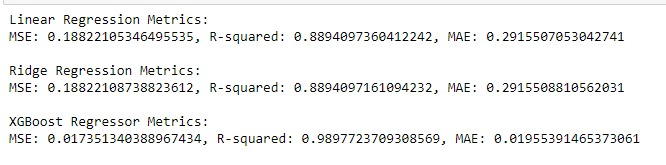 Linear Regression Metrics:
MSE: 0.18822105346495535, R-squared: 0.8894097360412242, MAE: 0.2915507053042741
Ridge Regression Metrics:
MSE: 0.18822108738823612, R-squared: 0.8894097161094232, MAE: 0.2915508810562031
XGBoost Regressor Metrics:
MSE: 0.017351340388967434, R-squared: 0.9897723709308569, MAE: 0.01955391465373061